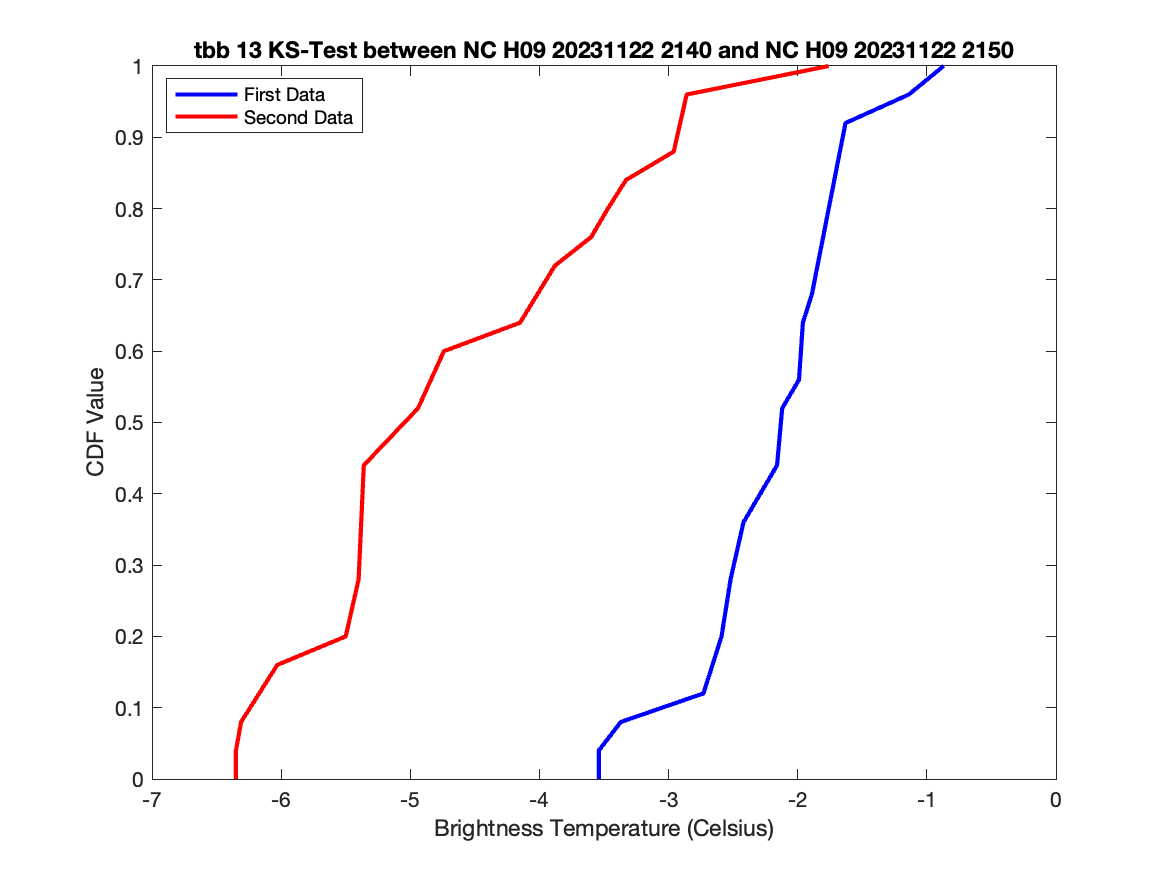 tbb 13 KS-Test between NC H09 20231122 2140 and NC H09 20231122 2150
First Data
Second Data
1
0.9
0.8
0.7
0.6
0.5
0.4
0.3
0.2
0.1
0
CDF Value
-7 -6 -5 -4 -3 -2 -1 0
Brightness Temperature (Celsius)